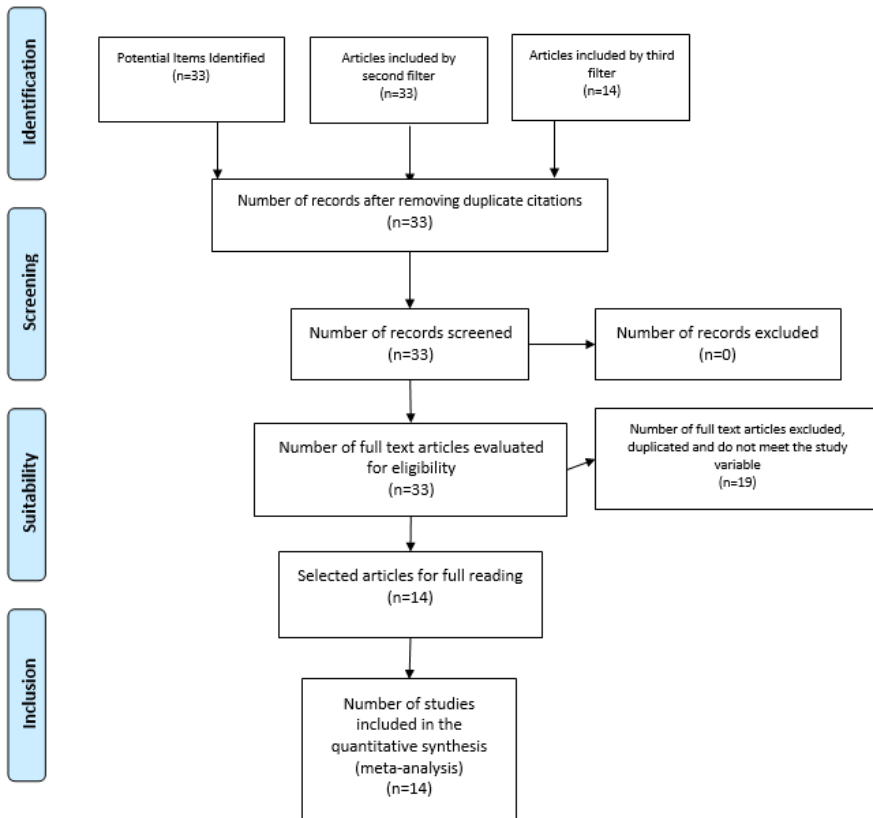 Identification
Potential Items Identified
(n=33)
Articles included by
second filter
(n=33)
Articles included by third
filter
(n=14)
Number of records after removing duplicate citations
(n=33)
Screening
Number of records screened
(n=33)
Number of records excluded
(n=0)
Suitability
Number of full text articles evaluated
for eligibility
(n=33)
Number of full text articles excluded,
duplicated and do not meet the study
variable
(n=19)
Selected articles for full reading
(n=14)
Inclusion
Number of studies
included in the
quantitative synthesis
(meta-analysis)
(n=14)